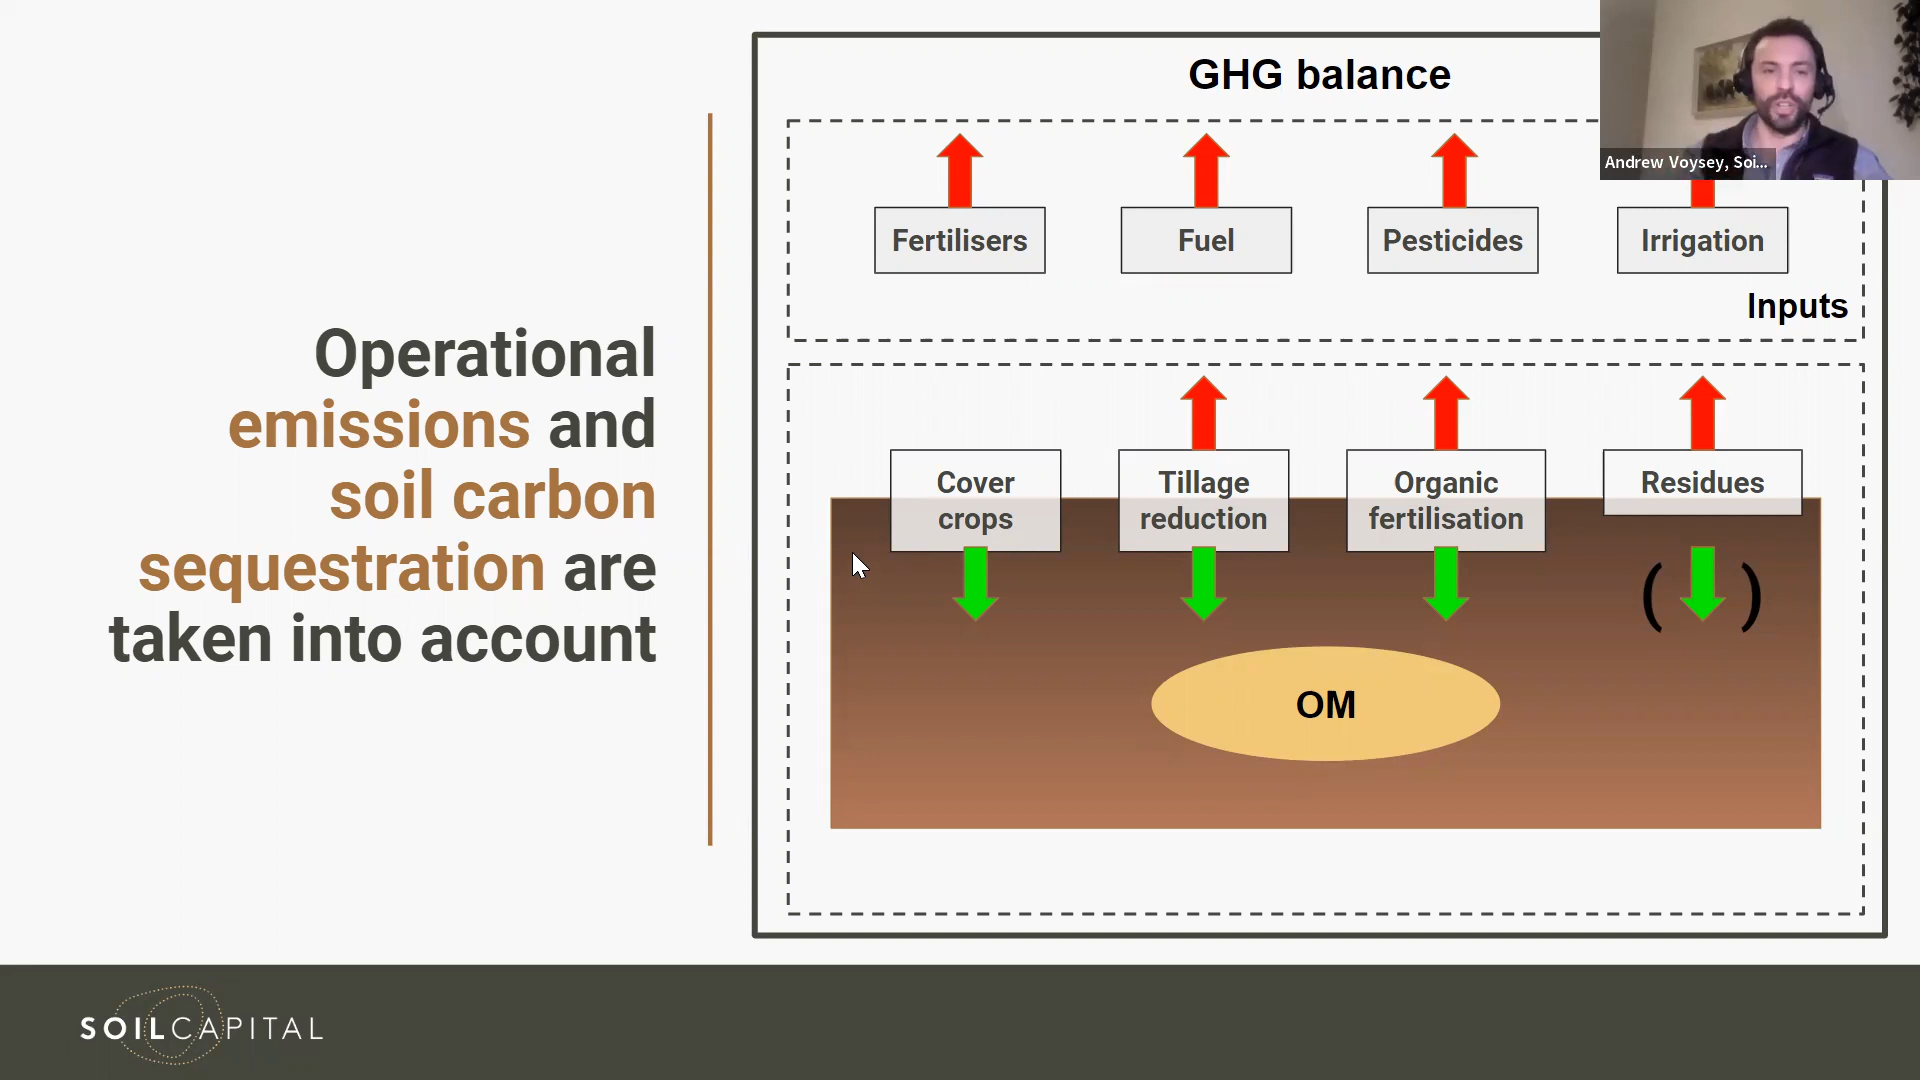 Operational
emissions and
soil carbon
sequestration are
taken into account
GHG balance
Fertilisers
Fuel
Pesticides
Irrigation
Inputs
Cover
crops
Tillage
reduction
Organic
fertilisation
Residues
( )
OM
Andrew Voysey, Soi...
SOILCAPITAL